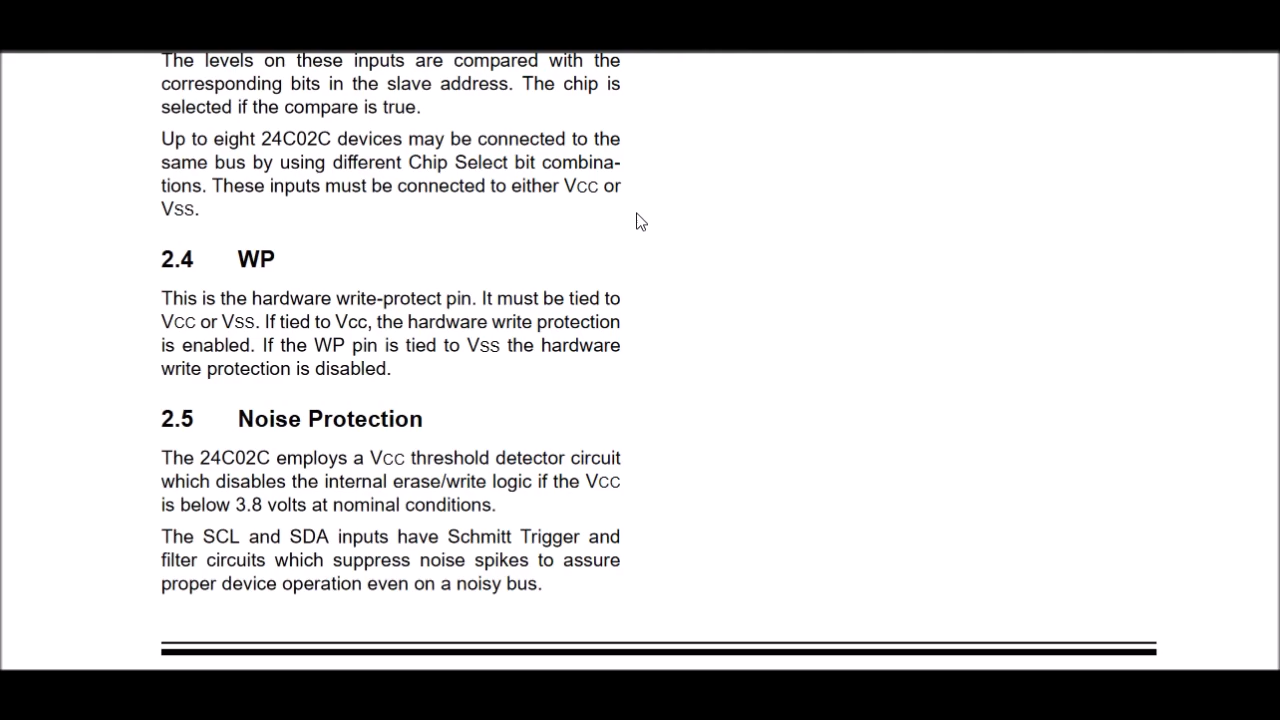 The levels on these inputs are compared with the
corresponding bits in the slave address. The chip is
selected if the compare is true.
Up to eight 24C02C devices may be connected to the
same bus by using different Chip Select bit combina-
tions. These inputs must be connected to either VCC or
VSS.
2.4 WP
This is the hardware write-protect pin. It must be tied to
VCC or VSS. If tied to Vcc, the hardware write protection
is enabled. If the WP pin is tied to VSS the hardware
write protection is disabled.
2.5 Noise Protection
The 24C02C employs a VCC threshold detector circuit
which disables the internal erase/write logic if the VCC
is below 3.8 volts at nominal conditions.
The SCL and SDA inputs have Schmitt Trigger and
filter circuits which suppress noise spikes to assure
proper device operation even on a noisy bus.